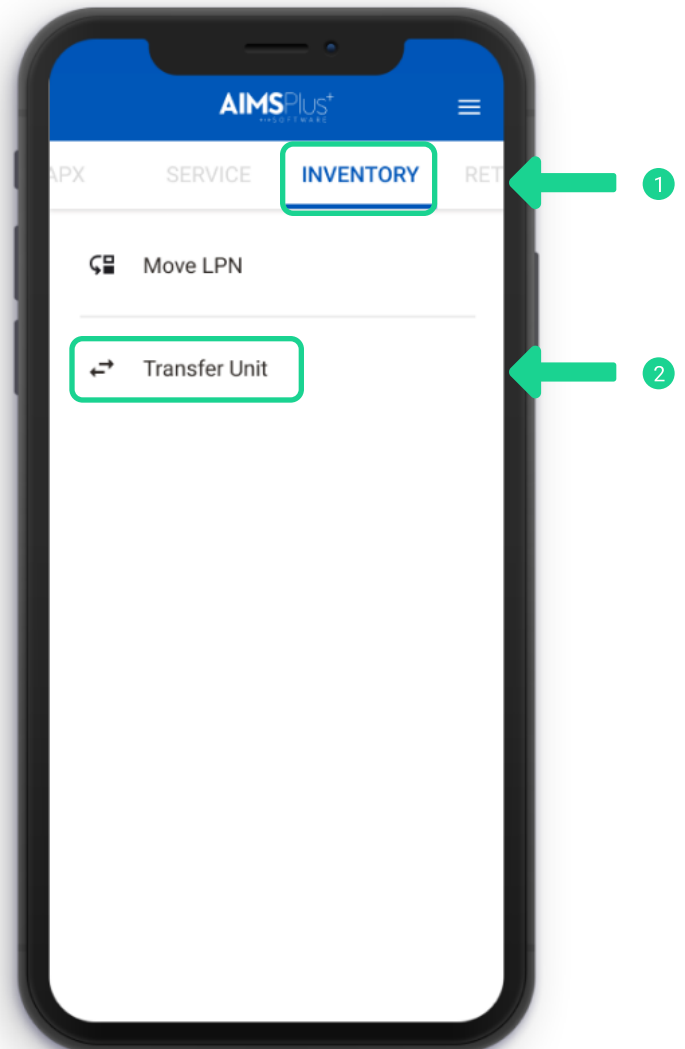 AIMSPlus+
SOFTWARE
APX SERVICE INVENTORY RET
1
Move LPN
Transfer Unit
2